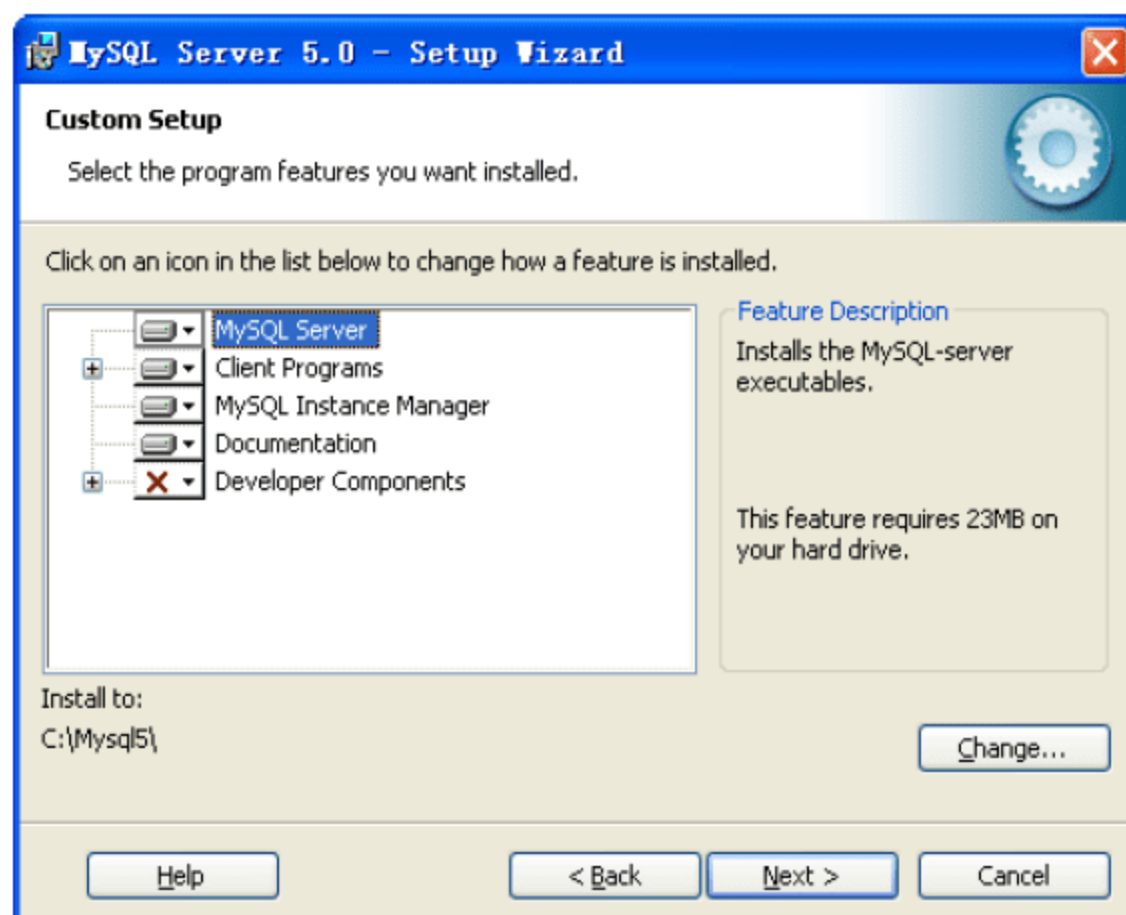 MySQL Server 5.0 - Setup Wizard
Custom Setup
Select the program features you want installed.
Click on an icon in the list below to change how a feature is installed.
MySQL Server
Client Programs
MySQL Instance Manager
Documentation
Developer Components
Feature Description
Installs the MySQL-server
executables.
This feature requires 23MB on
your hard drive.
Install to:
C:\Mysql5\
Change...
Help
< Back
Next >
Cancel